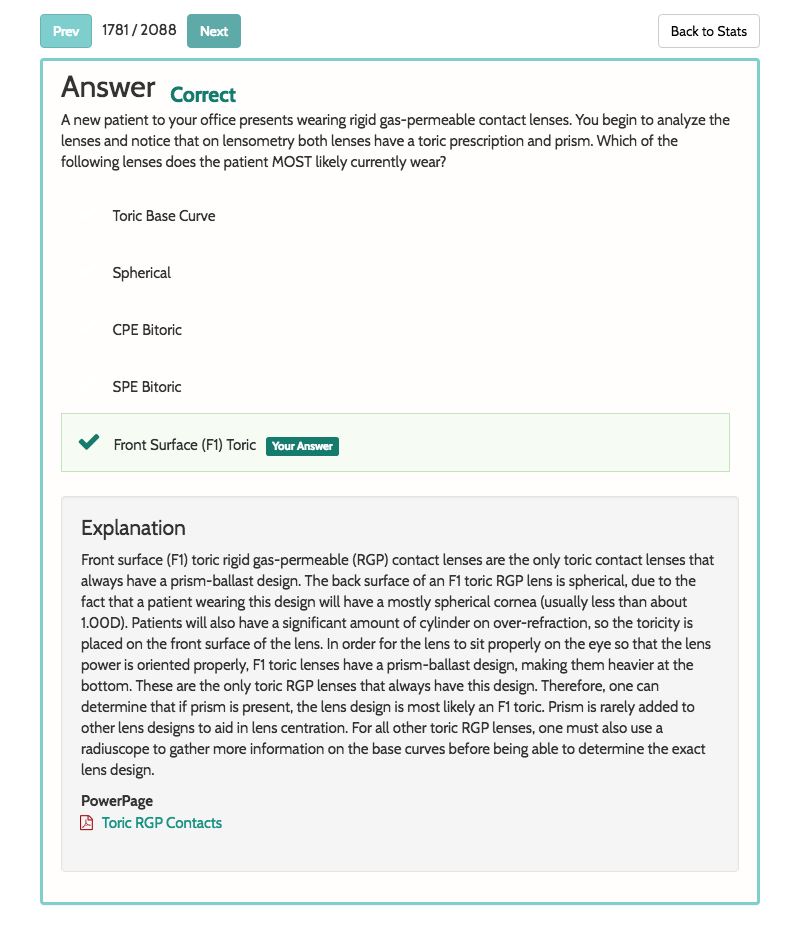 Prev 1781 / 2088 Next Back to Stats
Answer Correct
A new patient to your office presents wearing rigid gas-permeable contact lenses. You begin to analyze the
lenses and notice that on lensometry both lenses have a toric prescription and prism. Which of the
following lenses does the patient MOST likely currently wear?
Toric Base Curve
Spherical
CPE Bitoric
SPE Bitoric
Front Surface (F1) Toric Your Answer
Explanation
Front surface (F1) toric rigid gas-permeable (RGP) contact lenses are the only toric contact lenses that
always have a prism-ballast design. The back surface of an F1 toric RGP lens is spherical, due to the
fact that a patient wearing this design will have a mostly spherical cornea (usually less than about
1.00D). Patients will also have a significant amount of cylinder on over-refraction, so the toricity is
placed on the front surface of the lens. In order for the lens to sit properly on the eye so that the lens
power is oriented properly, F1 toric lenses have a prism-ballast design, making them heavier at the
bottom. These are the only toric RGP lenses that always have this design. Therefore, one can
determine that if prism is present, the lens design is most likely an F1 toric. Prism is rarely added to
other lens designs to aid in lens centration. For all other toric RGP lenses, one must also use a
radiuscope to gather more information on the base curves before being able to determine the exact
lens design.
PowerPage
Toric RGP Contacts